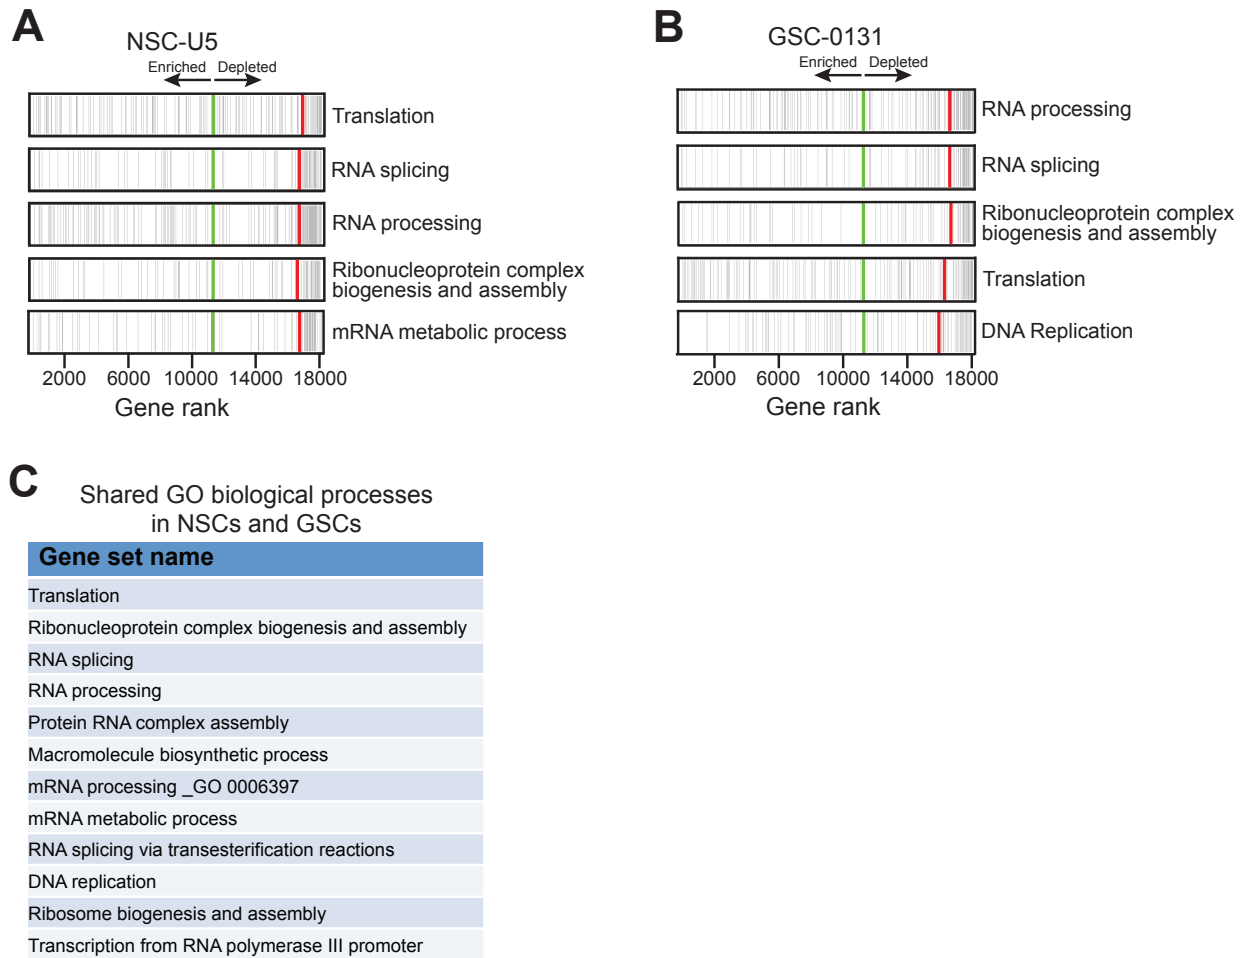 A
NSC-U5
Enriched Depleted
Translation
RNA splicing
RNA processing
Ribonucleoprotein complex
biogenesis and assembly
mRNA metabolic process
2000 6000 10000 14000 18000
Gene rank
B
GSC-0131
Enriched Depleted
RNA processing
RNA splicing
Ribonucleoprotein complex
biogenesis and assembly
Translation
DNA Replication
2000 6000 10000 14000 18000
Gene rank
C
Shared GO biological processes
in NSCs and GSCs
Gene set name
Translation
Ribonucleoprotein complex biogenesis and assembly
RNA splicing
RNA processing
Protein RNA complex assembly
Macromolecule biosynthetic process
mRNA processing _GO 0006397
mRNA metabolic process
RNA splicing via transesterification reactions
DNA replication
Ribosome biogenesis and assembly
Transcription from RNA polymerase III promoter